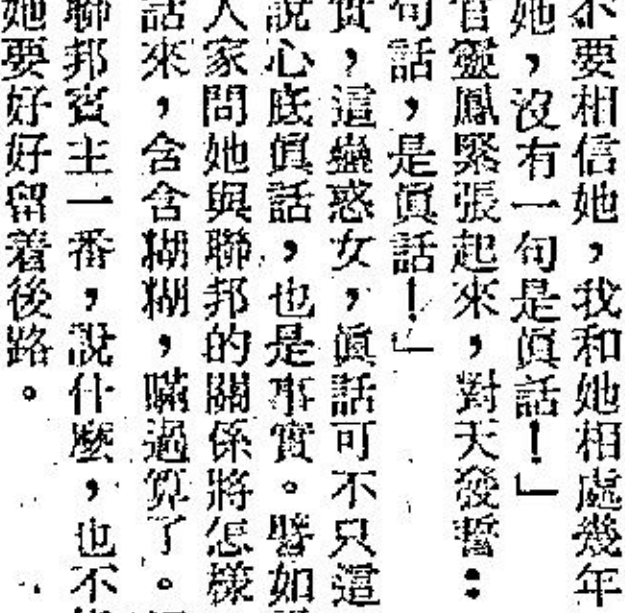 不要相信她，我和她相處幾年
她，沒有一句是眞話！」
官靈鳳緊張起來，對天發誓：
句話，是眞話！」
實，這蠱惑女，眞話可不只這
說心底眞話，也是事實。譬如
人家問她與聯邦的關係將怎樣
話來，含含糊糊，瞞過算了。
聯邦賓主一番，說什麼，也不
她要好好留着後路。